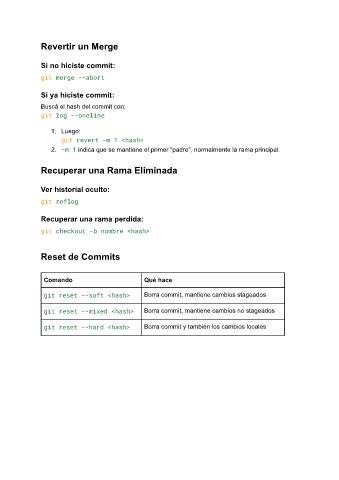 Revertir un Merge
Si no hiciste commit:
git merge --abort
Si ya hiciste commit:
Buscá el hash del commit con:
git log --oneline
1. Luego:
git revert -m 1 <hash>
2. -m 1 indica que se mantiene el primer "padre", normalmente la rama principal.
Recuperar una Rama Eliminada
Ver historial oculto:
git reflog
Recuperar una rama perdida:
git checkout -b nombre <hash>
Reset de Commits
Comando Qué hace
git reset --soft <hash> Borra commit, mantiene cambios stageados
git reset --mixed <hash> Borra commit, mantiene cambios no stageados
git reset --hard <hash> Borra commit y también los cambios locales